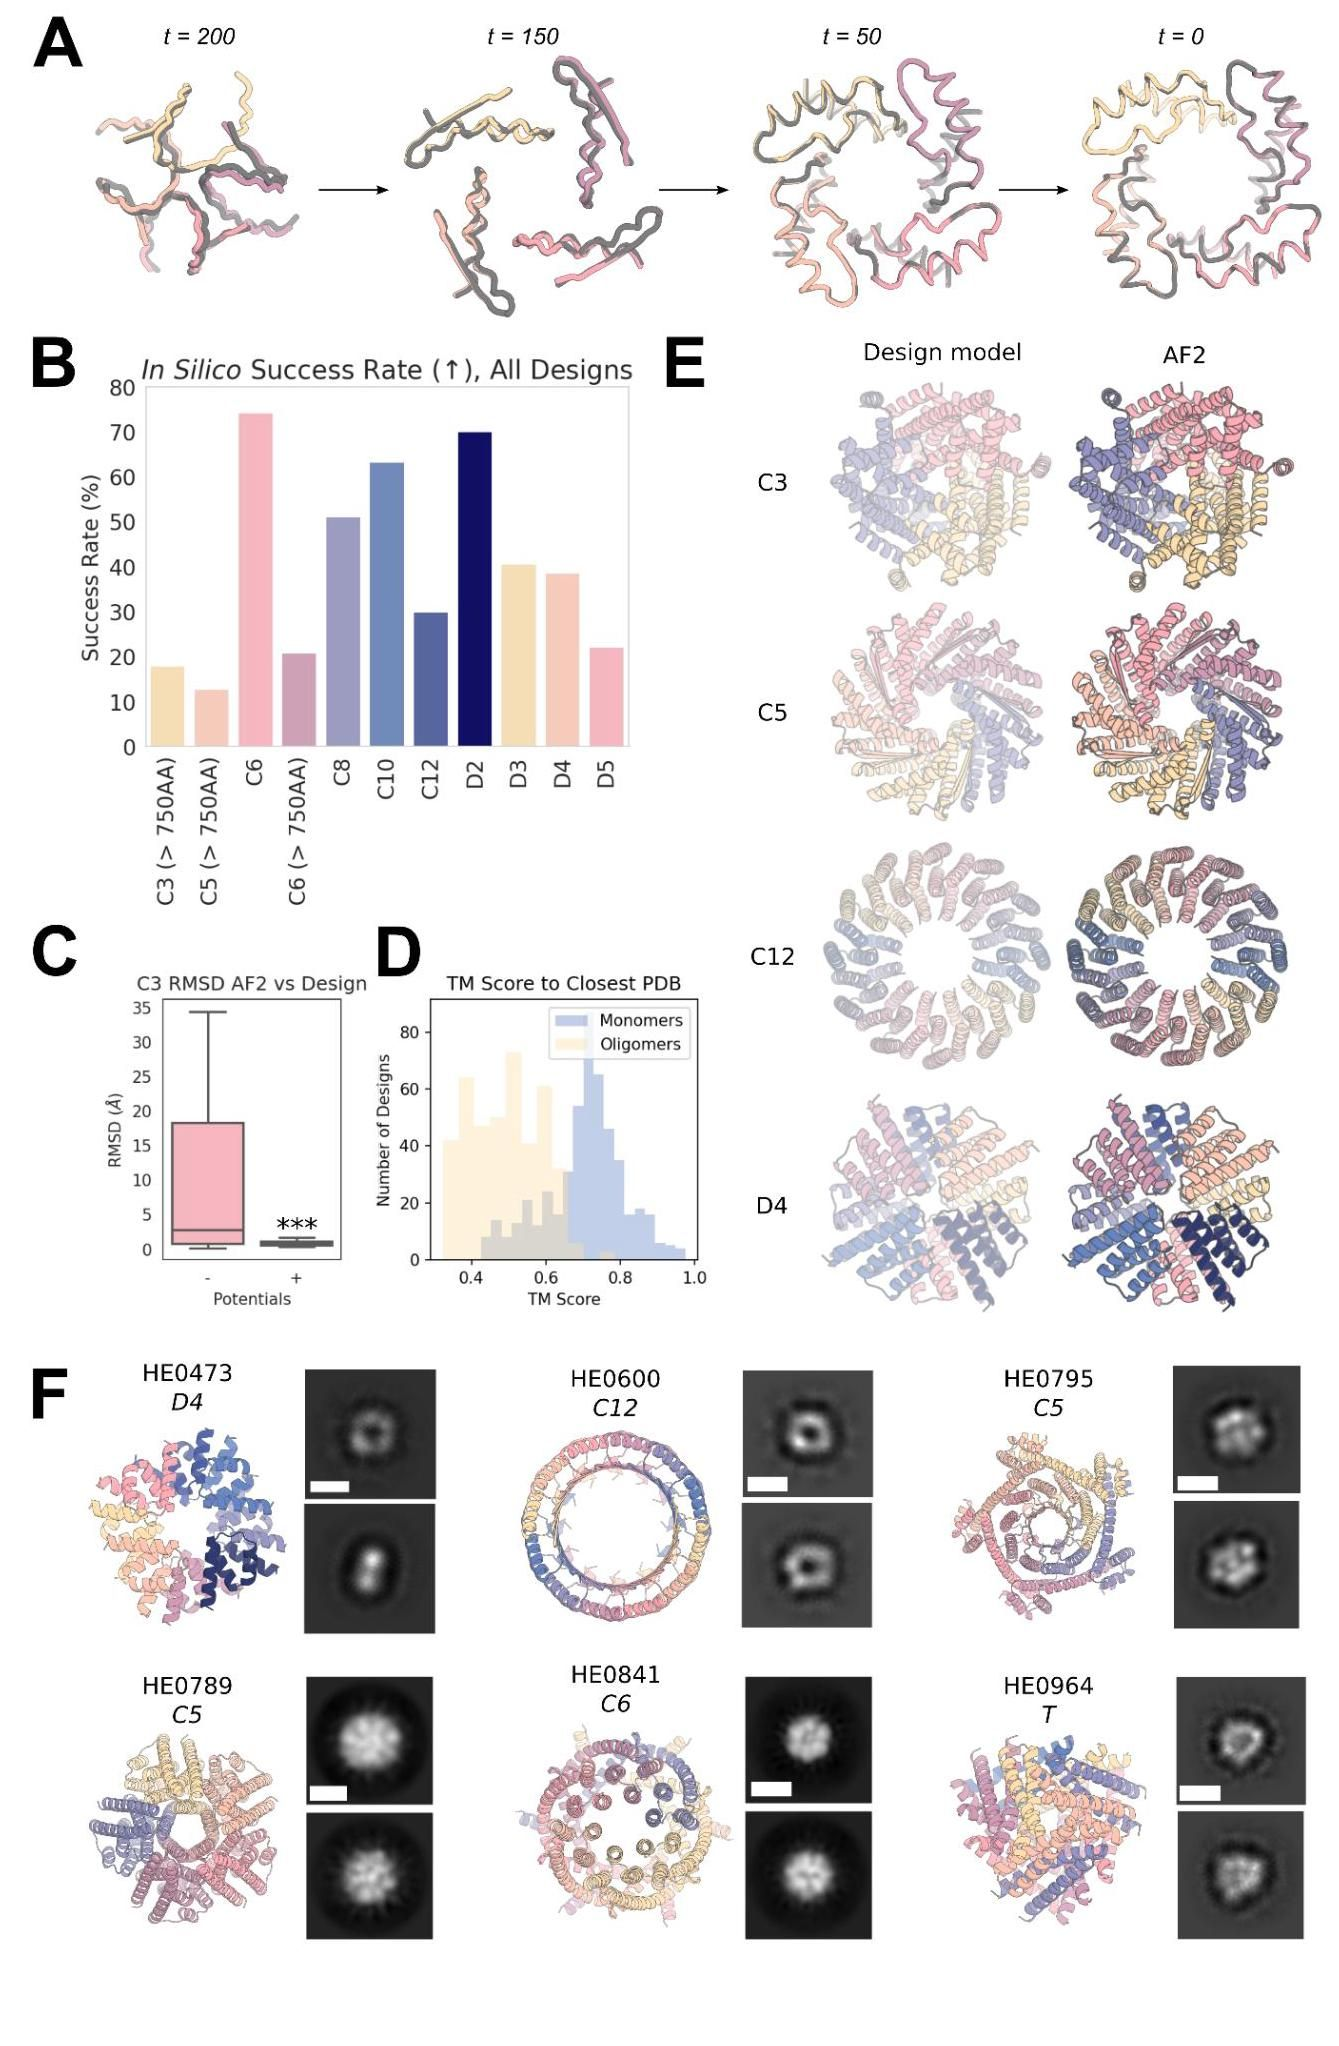 A
t = 200
t = 150
t = 50
t = 0
B
In Silico Success Rate (↑), All Designs
Success Rate (%)
80
70
60
50
40
30
20
10
0
C3 (> 750AA)
C5 (> 750AA)
C6
C6 (> 750AA)
C8
C10
C12
D2
D3
D4
D5
C
C3 RMSD AF2 vs Design
RMSD (Å)
35
30
25
20
15
10
5
0
***
-
+
Potentials
D
TM Score to Closest PDB
Monomers
Oligomers
Number of Designs
80
60
40
20
0
0.4
0.6
0.8
1.0
TM Score
E
Design model
AF2
C3
C5
C12
D4
F
HE0473
D4
HE0600
C12
HE0795
C5
HE0789
C5
HE0841
C6
HE0964
T